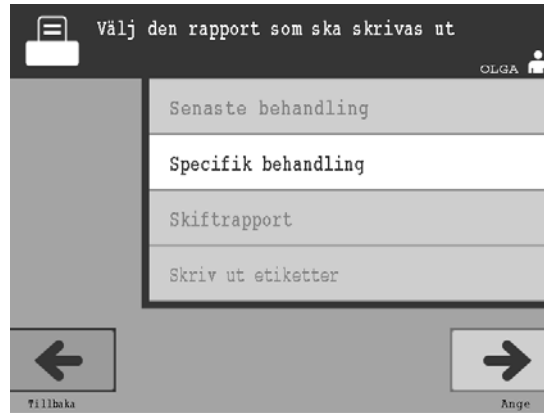 Välj den rapport som ska skrivas ut
OLGA
Senaste behandling
Specifik behandling
Skiftrapport
Skriv ut etiketter
Tillbaka
Ange